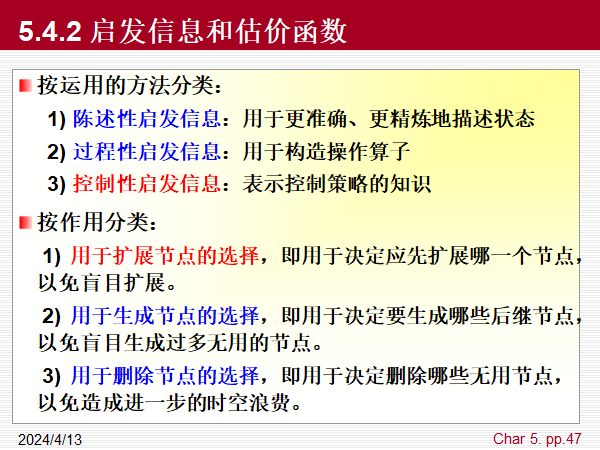 5.4.2 启发信息和估价函数
按运用的方法分类：
1) 陈述性启发信息：用于更准确、更精炼地描述状态
2) 过程性启发信息：用于构造操作算子
3) 控制性启发信息：表示控制策略的知识
按作用分类：
1) 用于扩展节点的选择，即用于决定应先扩展哪一个节点，
以免盲目扩展。
2) 用于生成节点的选择，即用于决定要生成哪些后继节点，
以免盲目生成过多无用的节点。
3) 用于删除节点的选择，即用于决定删除哪些无用节点，
以免造成进一步的时空浪费。
2024/4/13
Char 5. pp.47